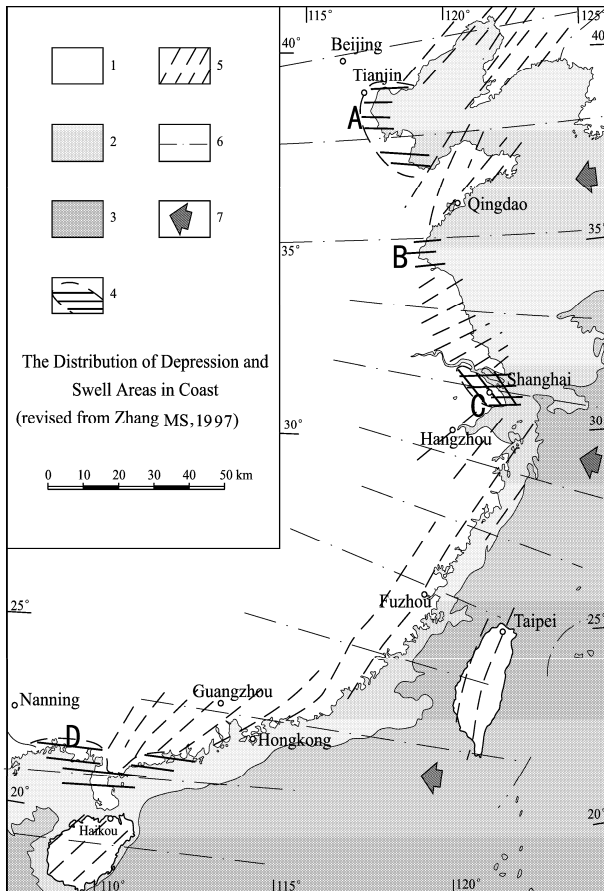 115° 120° 125°
40° Beijing 40°
1 5
Tianjin
A
2 6
3 7
Qingdao
35° 35°
B
4
The Distribution of Depression and
Swell Areas in Coast
(revised from Zhang MS,1997)
Shanghai
C
30° Hangzhou 30°
0 10 20 30 40 50 km
Fuzhou
25° Taipei 25°
Nanning Guangzhou
D Hongkong
20° 20°
Haikou
110° 120°